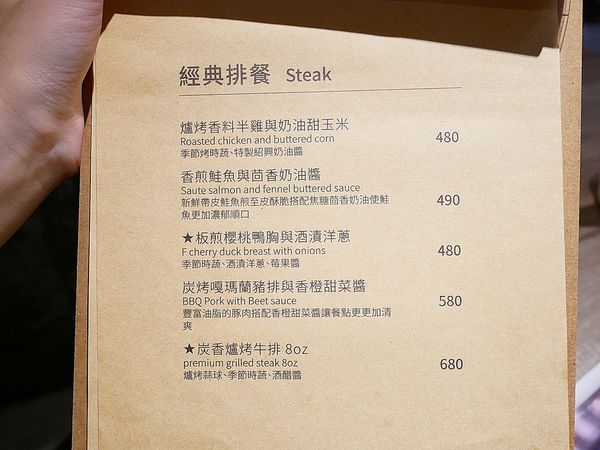 經典排餐 Steak
爐烤香料半雞與奶油甜玉米
Roasted chicken and buttered corn
季節烤時蔬、特製紹興奶油醬
480
香煎鮭魚與茴香奶油醬
Saute salmon and fennel buttered sauce
新鮮帶皮鮭魚煎至皮酥脆搭配焦糖茴香奶油使鮭
魚更加濃郁順口
490
★板煎櫻桃鴨胸與酒漬洋蔥
F cherry duck breast with onions
季節時蔬、酒漬洋蔥、莓果醬
480
炭烤嘎瑪蘭豬排與香橙甜菜醬
BBQ Pork with Beet sauce
豐富油脂的豚肉搭配香橙甜菜醬讓餐點更更加清
爽
580
★炭香爐烤牛排 8oz
premium grilled steak 8oz
爐烤蒜球、季節時蔬、酒醋醬
680